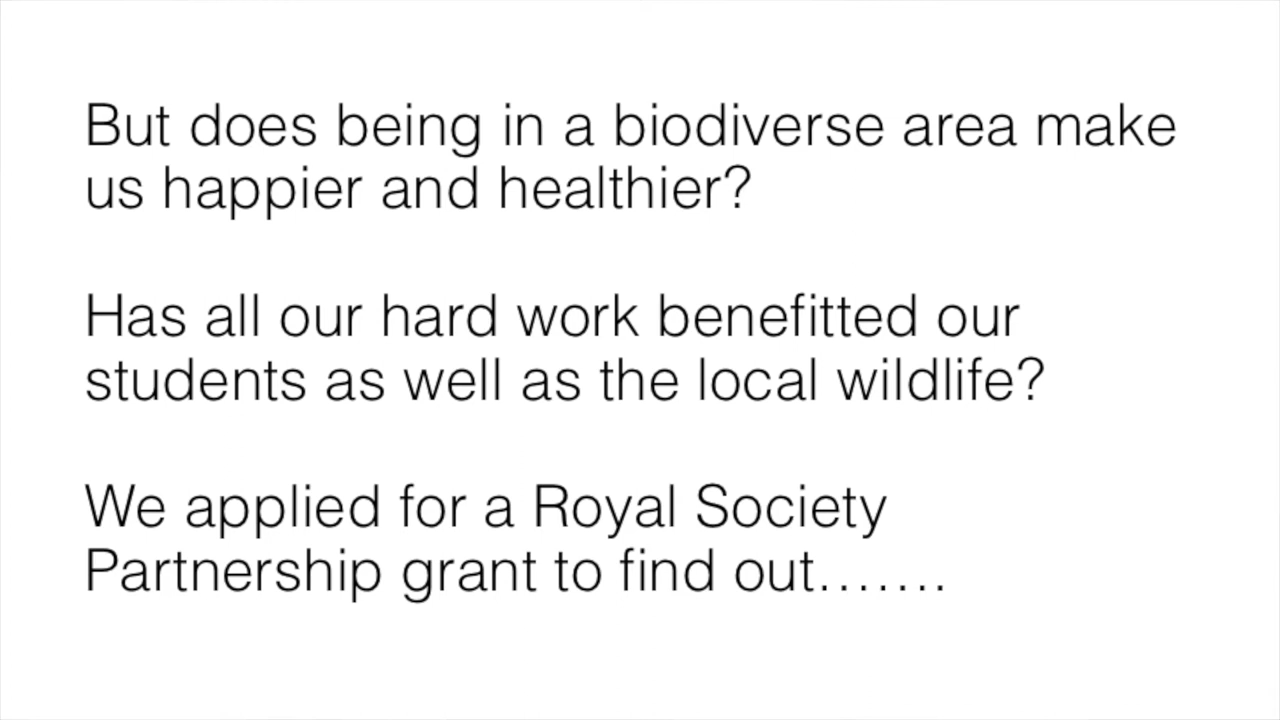 But does being in a biodiverse area make
us happier and healthier?
Has all our hard work benefitted our
students as well as the local wildlife?
We applied for a Royal Society
Partnership grant to find out.......